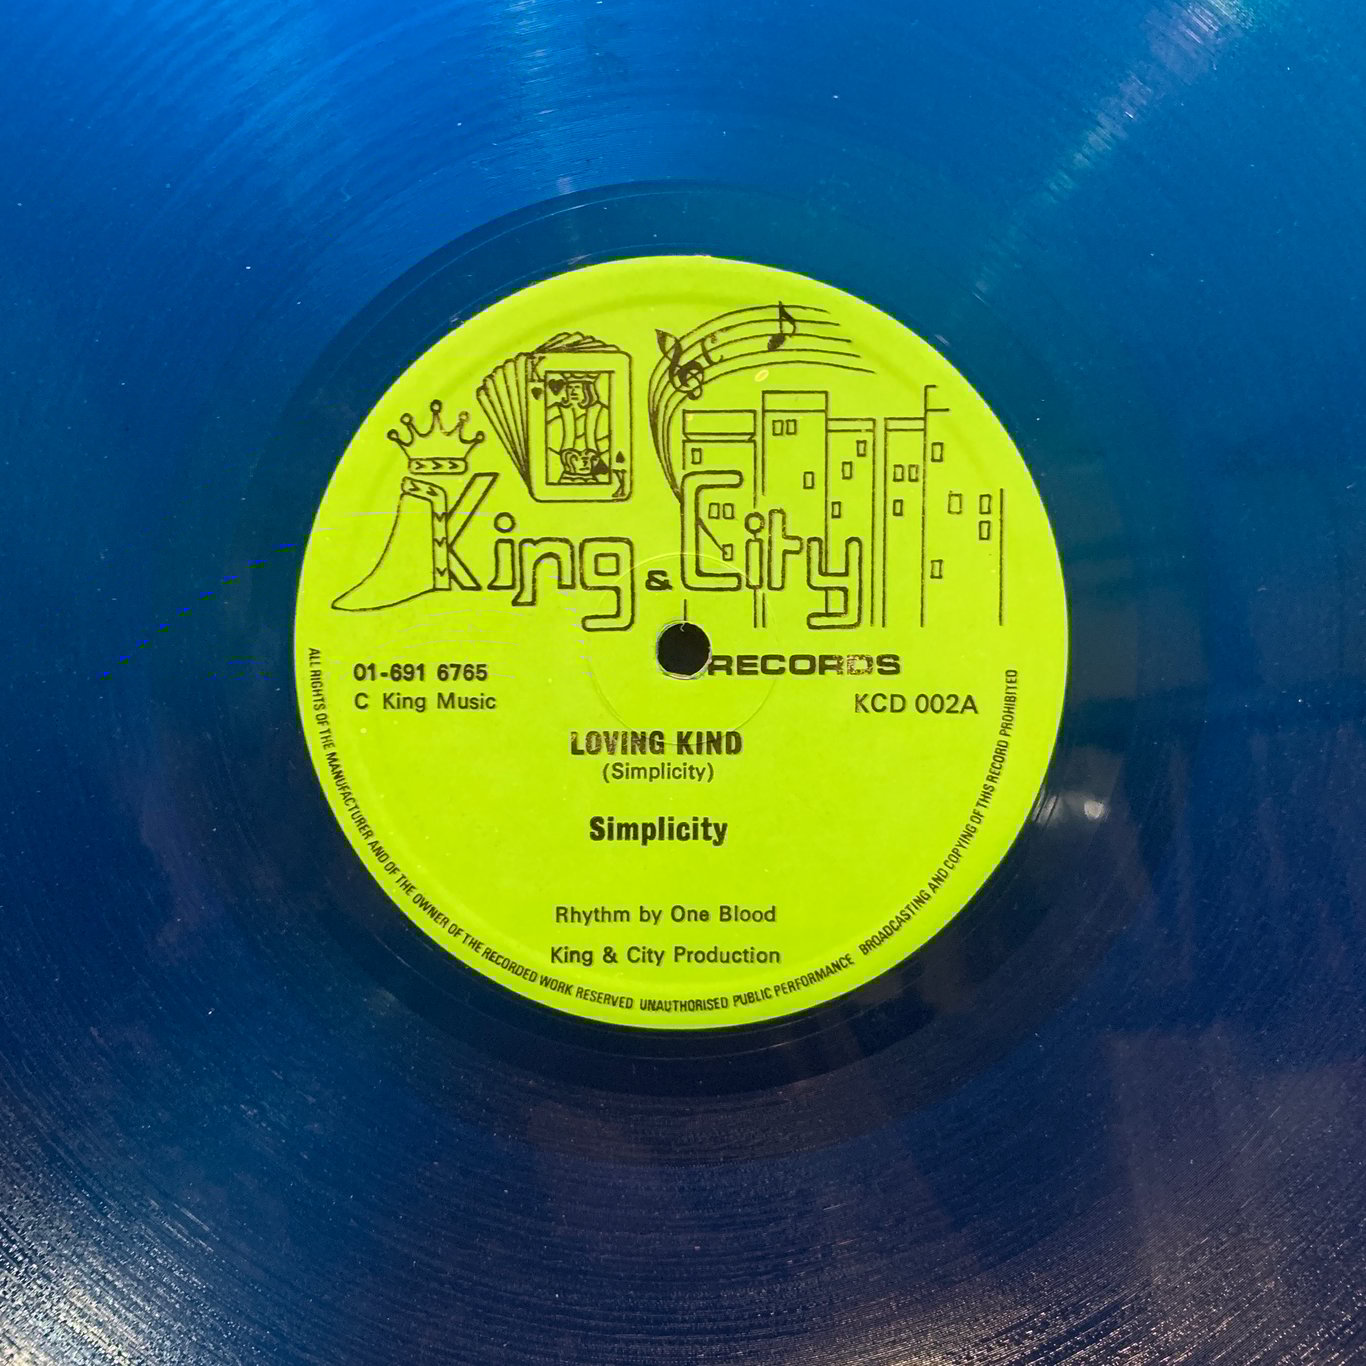 K
King & City
K
RECORDS
01-691 6765
C King Music
KCD 002A
LOVING KIND
(Simplicity)
Simplicity
Rhythm by One Blood
King & City Production
ALL RIGHTS OF THE MANUFACTURER AND OF THE OWNER OF THE RECORDED WORK RESERVED UNAUTHORISED PUBLIC PERFORMANCE BROADCASTING AND COPYING OF THIS RECORD PROHIBITED